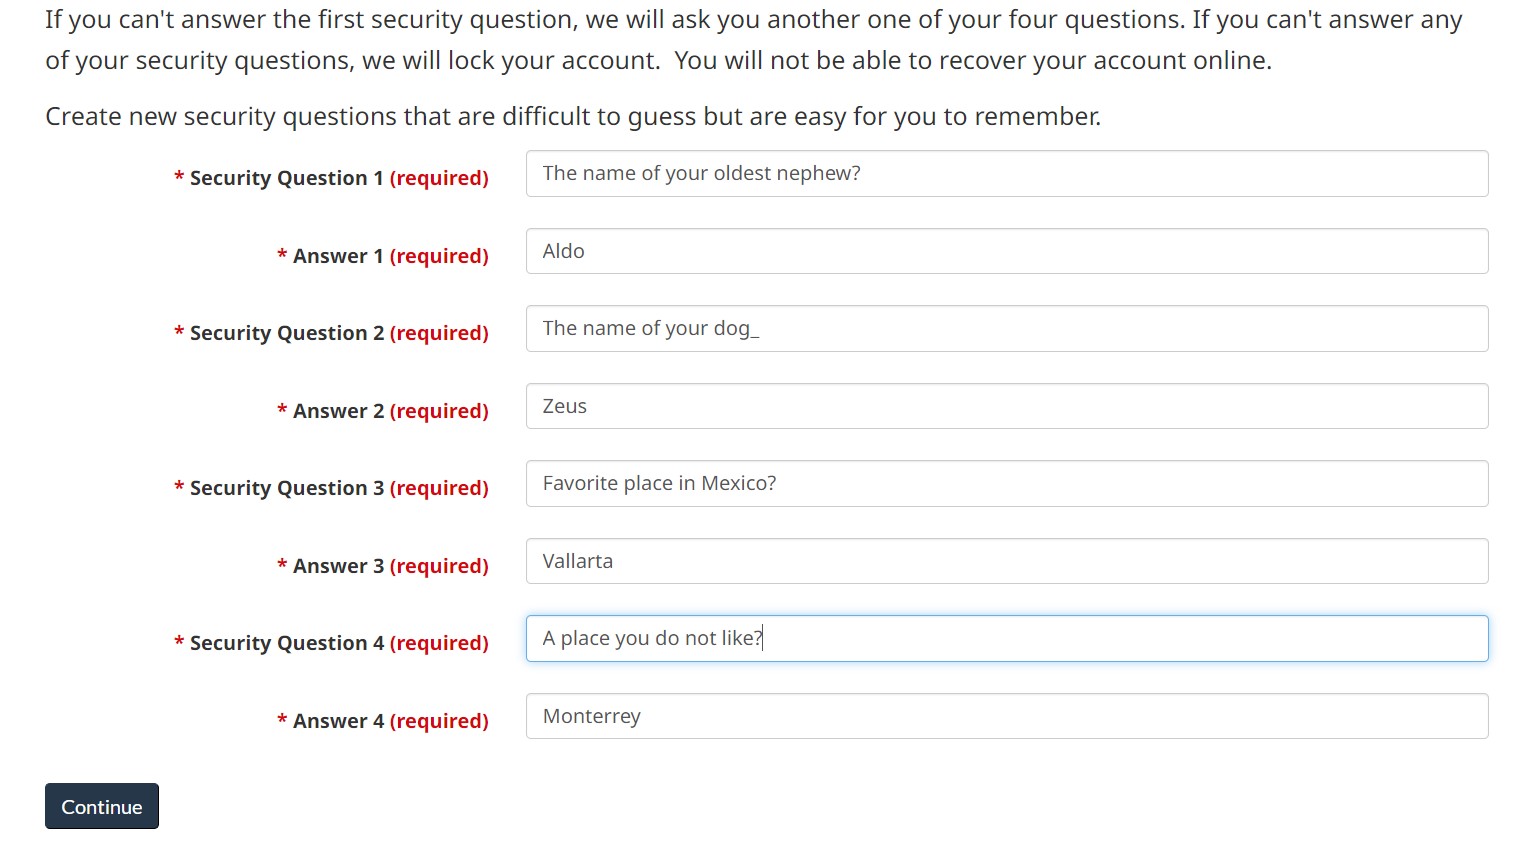 If you can't answer the first security question, we will ask you another one of your four questions. If you can't answer any
of your security questions, we will lock your account.  You will not be able to recover your account online.
Create new security questions that are difficult to guess but are easy for you to remember.
* Security Question 1 (required) The name of your oldest nephew?
* Answer 1 (required) Aldo
* Security Question 2 (required) The name of your dog_
* Answer 2 (required) Zeus
* Security Question 3 (required) Favorite place in Mexico?
* Answer 3 (required) Vallarta
* Security Question 4 (required) A place you do not like?
* Answer 4 (required) Monterrey
Continue